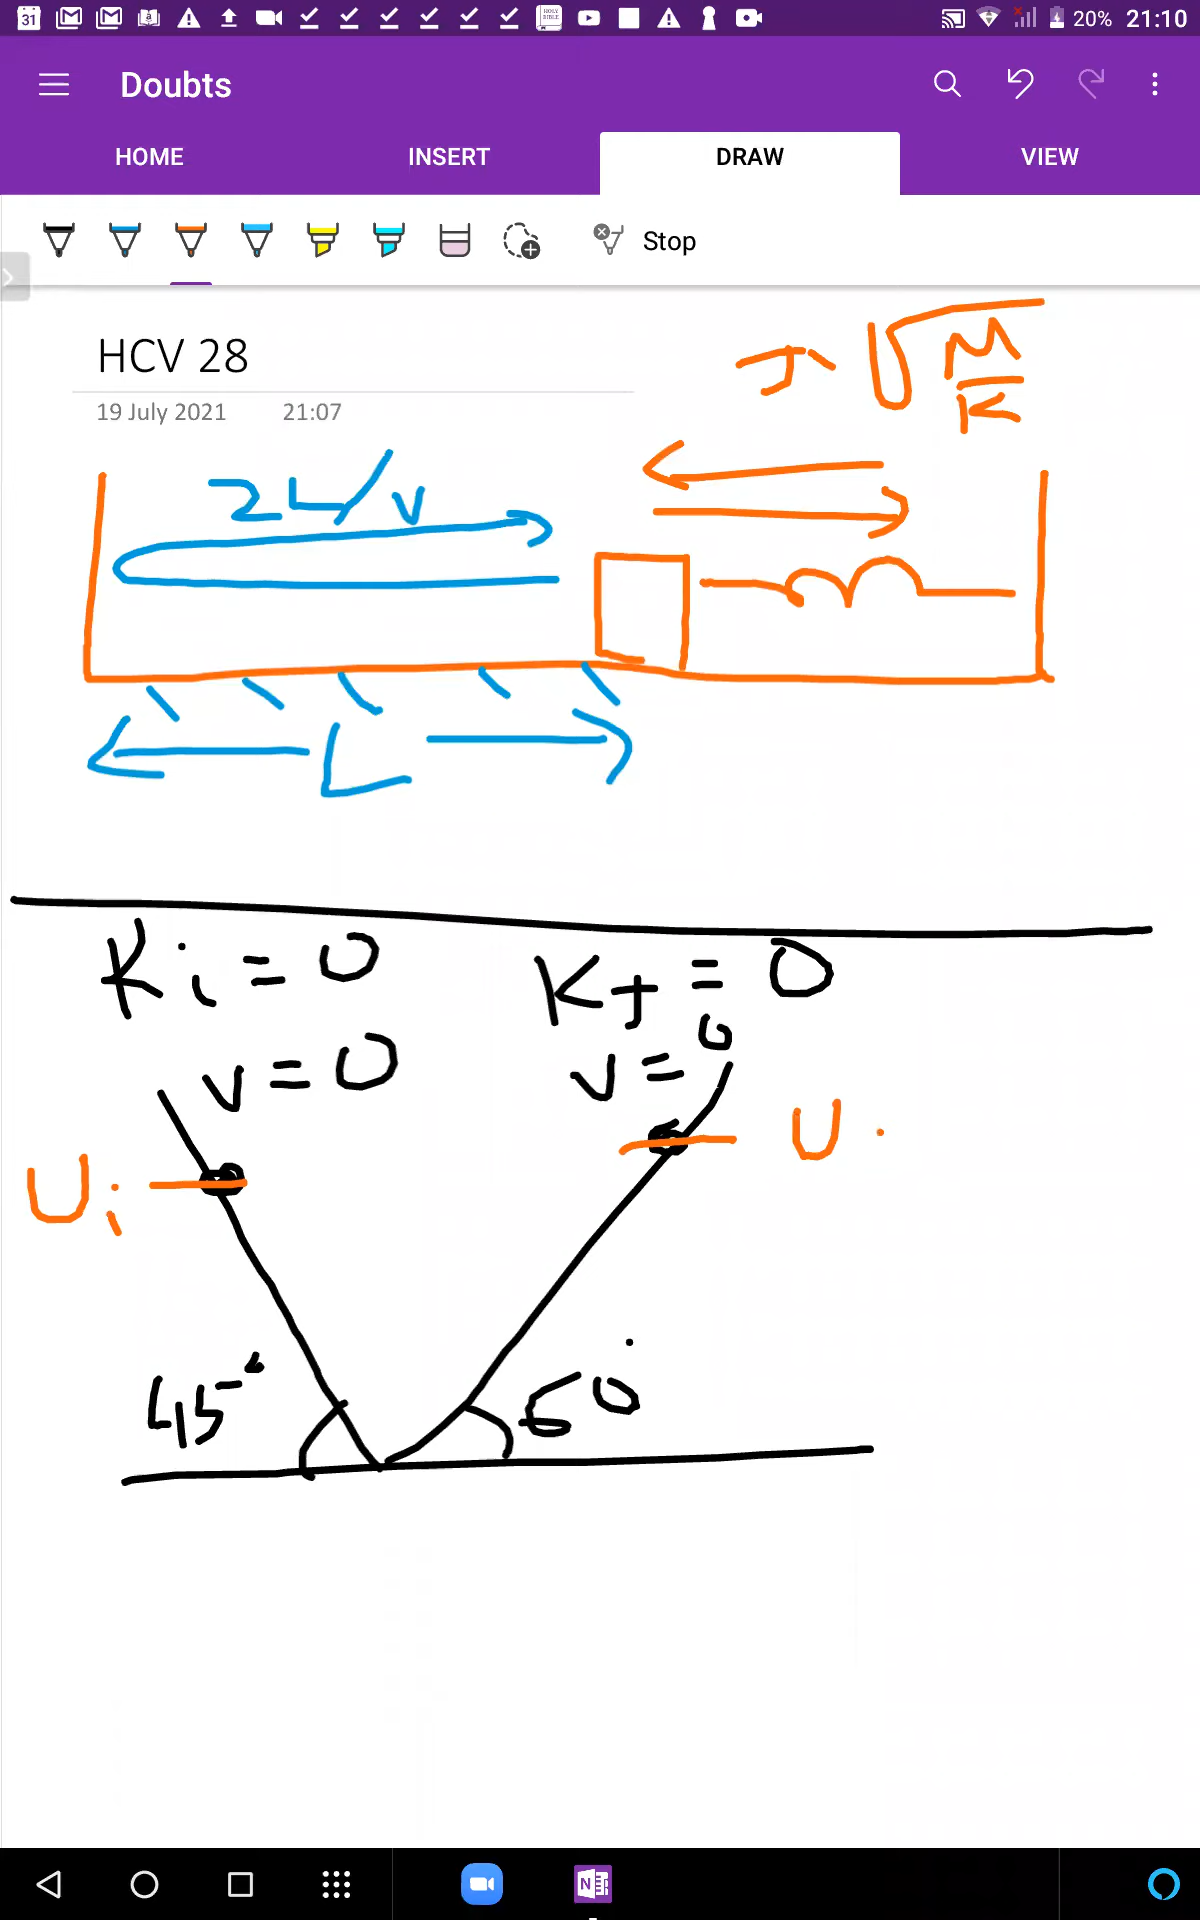 31
20% 21:10
Doubts
HOME INSERT DRAW VIEW
Stop
HCV 28
19 July 2021 21:07
√M/K
2L/v
L
Ki = 0 Kf = 0
v = 0 v = 0
Ui U
45° 60°